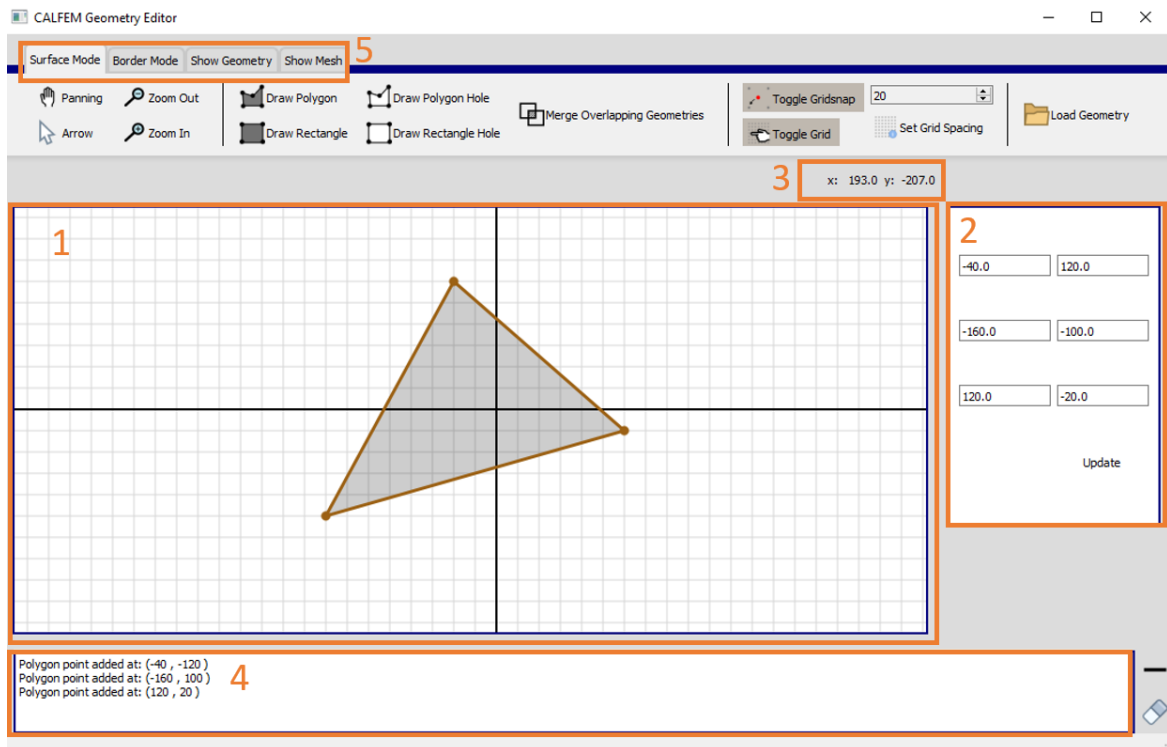 CALFEM Geometry Editor
Surface Mode Border Mode Show Geometry Show Mesh 5
Panning Zoom Out Draw Polygon Draw Polygon Hole Toggle Gridsnap 20
Merge Overlapping Geometries Load Geometry
Arrow Zoom In Draw Rectangle Draw Rectangle Hole Toggle Grid Set Grid Spacing
3 x: 193.0 y: -207.0
1
2
-40.0 120.0
-160.0 -100.0
120.0 -20.0
Update
Polygon point added at: (-40 , -120 )
Polygon point added at: (-160 , 100 )
Polygon point added at: (120 , 20 )
4